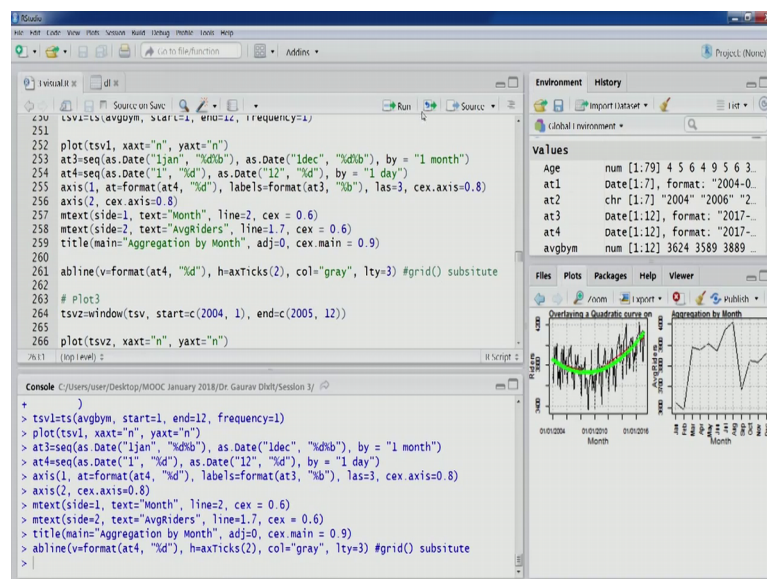 RStudio
File Edit Code View Plots Session Build Debug Profile Tools Help
Go to file/function
Addins
Project: (None)
1visual.R
dl
Source on Save
Run
Source
250 tsv1=ts(avgbym, start=1, end=12, frequency=1)
251
252 plot(tsv1, xaxt="n", yaxt="n")
253 at3=seq(as.Date("1jan", "%d%b"), as.Date("1dec", "%d%b"), by = "1 month")
254 at4=seq(as.Date("1", "%d"), as.Date("12", "%d"), by = "1 day")
255 axis(1, at=format(at4, "%d"), labels=format(at3, "%b"), las=3, cex.axis=0.8)
256 axis(2, cex.axis=0.8)
257 mtext(side=1, text="Month", line=2, cex = 0.6)
258 mtext(side=2, text="AvgRiders", line=1.7, cex = 0.6)
259 title(main="Aggregation by Month", adj=0, cex.main = 0.9)
260
261 abline(v=format(at4, "%d"), h=axTicks(2), col="gray", lty=3) #grid() subsitute
262
263 # Plot3
264 tsvz=window(tsv, start=c(2004, 1), end=c(2005, 12))
265
266 plot(tsvz, xaxt="n", yaxt="n")
263:1 (Top Level)
R Script
Console C:/Users/user/Desktop/MOOC January 2018/Dr. Gaurav Dixit/Session 3/
+ )
> tsv1=ts(avgbym, start=1, end=12, frequency=1)
> plot(tsv1, xaxt="n", yaxt="n")
> at3=seq(as.Date("1jan", "%d%b"), as.Date("1dec", "%d%b"), by = "1 month")
> at4=seq(as.Date("1", "%d"), as.Date("12", "%d"), by = "1 day")
> axis(1, at=format(at4, "%d"), labels=format(at3, "%b"), las=3, cex.axis=0.8)
> axis(2, cex.axis=0.8)
> mtext(side=1, text="Month", line=2, cex = 0.6)
> mtext(side=2, text="AvgRiders", line=1.7, cex = 0.6)
> title(main="Aggregation by Month", adj=0, cex.main = 0.9)
> abline(v=format(at4, "%d"), h=axTicks(2), col="gray", lty=3) #grid() subsitute
>
Environment History
Import Dataset
List
Global Environment
Values
Age num [1:79] 4 5 6 4 9 5 6 3...
at1 Date[1:7], format: "2004-0...
at2 chr [1:7] "2004" "2006" "2...
at3 Date[1:12], format: "2017-...
at4 Date[1:12], format: "2017-...
avgbym num [1:12] 3624 3589 3889 ...
Files Plots Packages Help Viewer
Zoom Export Publish
Overlaying a Quadratic curve on
Riders
01/01/2004 01/01/2010 01/01/2016
Month
Aggregation by Month
AvgRiders
Jan Feb Mar Apr May Jun Jul Aug Sep Oct Nov Dec
Month